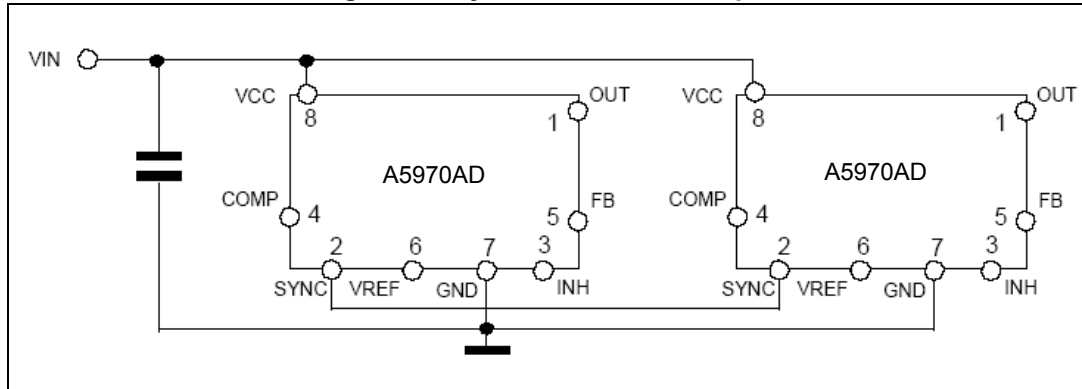 VIN
VCC
8
OUT
1
A5970AD
COMP
4
FB
5
2
6
7
3
SYNC
VREF
GND
INH
VCC
8
OUT
1
A5970AD
COMP
4
FB
5
2
6
7
3
SYNC
VREF
GND
INH